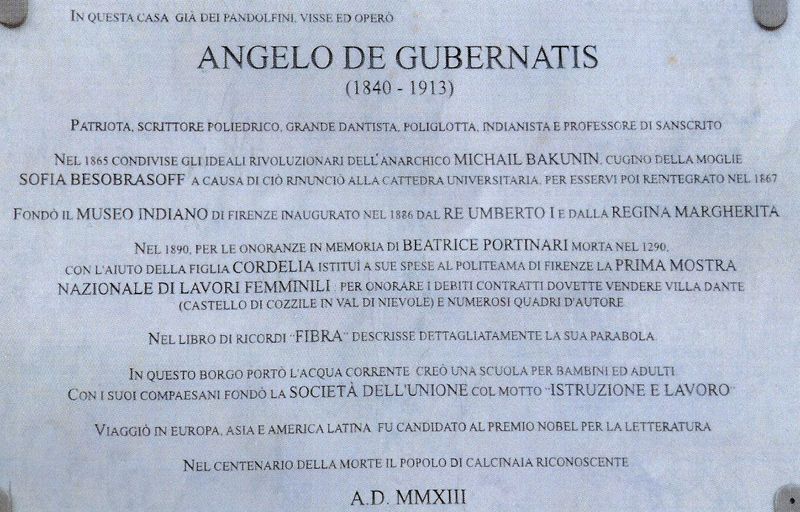 IN QUESTA CASA GIÀ DEI PANDOLFINI, VISSE ED OPERÒ
ANGELO DE GUBERNATIS
(1840 - 1913)
PATRIOTA, SCRITTORE POLIEDRICO, GRANDE DANTISTA, POLIGLOTTA, INDIANISTA E PROFESSORE DI SANSCRITO
NEL 1865 CONDIVISE GLI IDEALI RIVOLUZIONARI DELL'ANARCHICO MICHAIL BAKUNIN, CUGINO DELLA MOGLIE
SOFIA BESOBRASOFF A CAUSA DI CIÒ RINUNCIÒ ALLA CATTEDRA UNIVERSITARIA, PER ESSERVI POI REINTEGRATO NEL 1867
FONDÒ IL MUSEO INDIANO DI FIRENZE INAUGURATO NEL 1886 DAL RE UMBERTO I E DALLA REGINA MARGHERITA
NEL 1890, PER LE ONORANZE IN MEMORIA DI BEATRICE PORTINARI MORTA NEL 1290,
CON L'AIUTO DELLA FIGLIA CORDELIA ISTITUÌ A SUE SPESE AL POLITEAMA DI FIRENZE LA PRIMA MOSTRA
NAZIONALE DI LAVORI FEMMINILI PER ONORARE I DEBITI CONTRATTI DOVETTE VENDERE VILLA DANTE
(CASTELLO DI COZZILE IN VAL DI NIEVOLE) E NUMEROSI QUADRI D'AUTORE
NEL LIBRO DI RICORDI "FIBRA" DESCRISSE DETTAGLIATAMENTE LA SUA PARABOLA
IN QUESTO BORGO PORTÒ L'ACQUA CORRENTE CREÒ UNA SCUOLA PER BAMBINI ED ADULTI
CON I SUOI COMPAESANI FONDÒ LA SOCIETÀ DELL'UNIONE COL MOTTO "ISTRUZIONE E LAVORO"
VIAGGIÒ IN EUROPA, ASIA E AMERICA LATINA FU CANDIDATO AL PREMIO NOBEL PER LA LETTERATURA
NEL CENTENARIO DELLA MORTE IL POPOLO DI CALCINAIA RICONOSCENTE
A.D. MMXIII